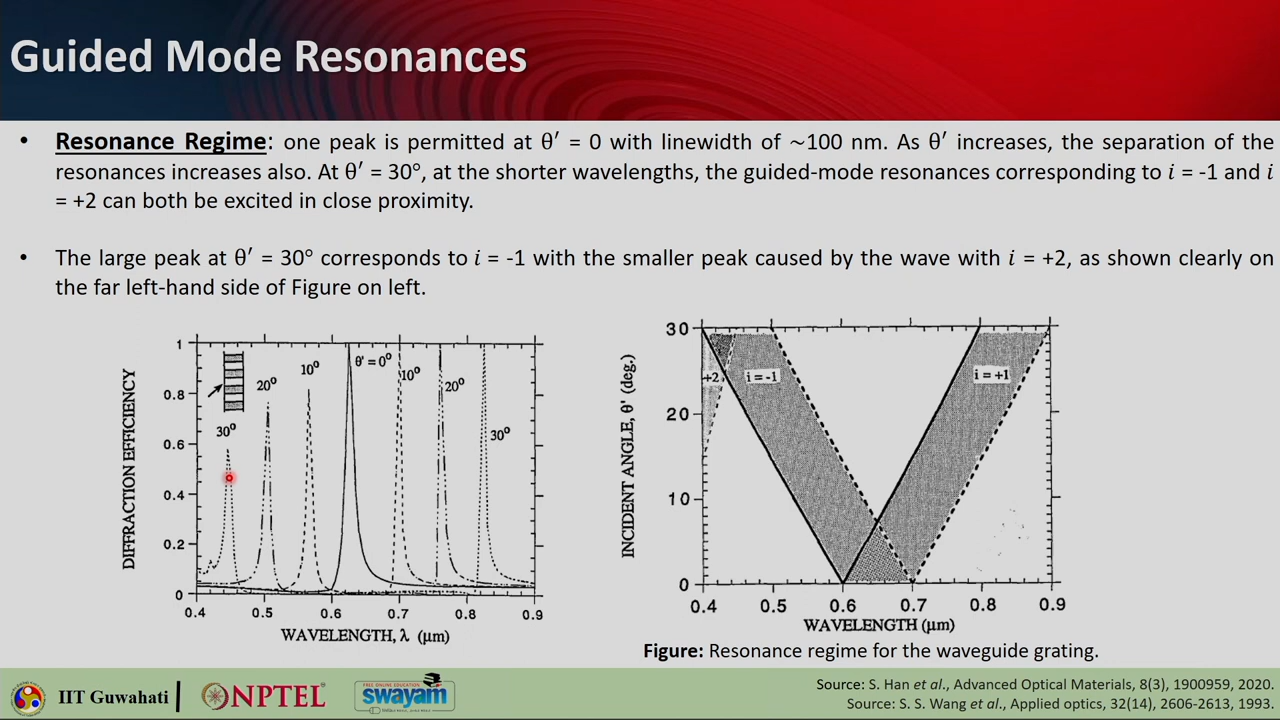 Guided Mode Resonances
• Resonance Regime: one peak is permitted at θ′ = 0 with linewidth of ~100 nm. As θ′ increases, the separation of the
resonances increases also. At θ′ = 30°, at the shorter wavelengths, the guided-mode resonances corresponding to i = -1 and i
= +2 can both be excited in close proximity.
• The large peak at θ′ = 30° corresponds to i = -1 with the smaller peak caused by the wave with i = +2, as shown clearly on
the far left-hand side of Figure on left.
DIFFRACTION EFFICIENCY
1
0.8
0.6
0.4
0.2
0
30°
20°
10°
θ' = 0°
10°
20°
30°
0.4 0.5 0.6 0.7 0.8 0.9
WAVELENGTH, λ (μm)
INCIDENT ANGLE, θ' (deg.)
30
20
10
0
+2
i = -1
i = +1
0.4 0.5 0.6 0.7 0.8 0.9
WAVELENGTH (μm)
Figure: Resonance regime for the waveguide grating.
IIT Guwahati
NPTEL
FREE ONLINE EDUCATION
swayam
Source: S. Han et al., Advanced Optical Materials, 8(3), 1900959, 2020.
Source: S. S. Wang et al., Applied optics, 32(14), 2606-2613, 1993.